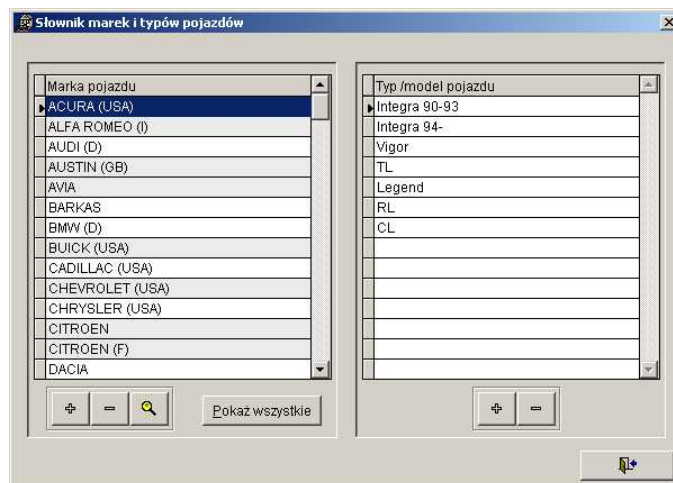 Słownik marek i typów pojazdów
Marka pojazdu
ACURA (USA)
ALFA ROMEO (I)
AUDI (D)
AUSTIN (GB)
AVIA
BARKAS
BMW (D)
BUICK (USA)
CADILLAC (USA)
CHEVROLET (USA)
CHRYSLER (USA)
CITROEN
CITROEN (F)
DACIA
Pokaż wszystkie
Typ /model pojazdu
Integra 90-93
Integra 94-
Vigor
TL
Legend
RL
CL